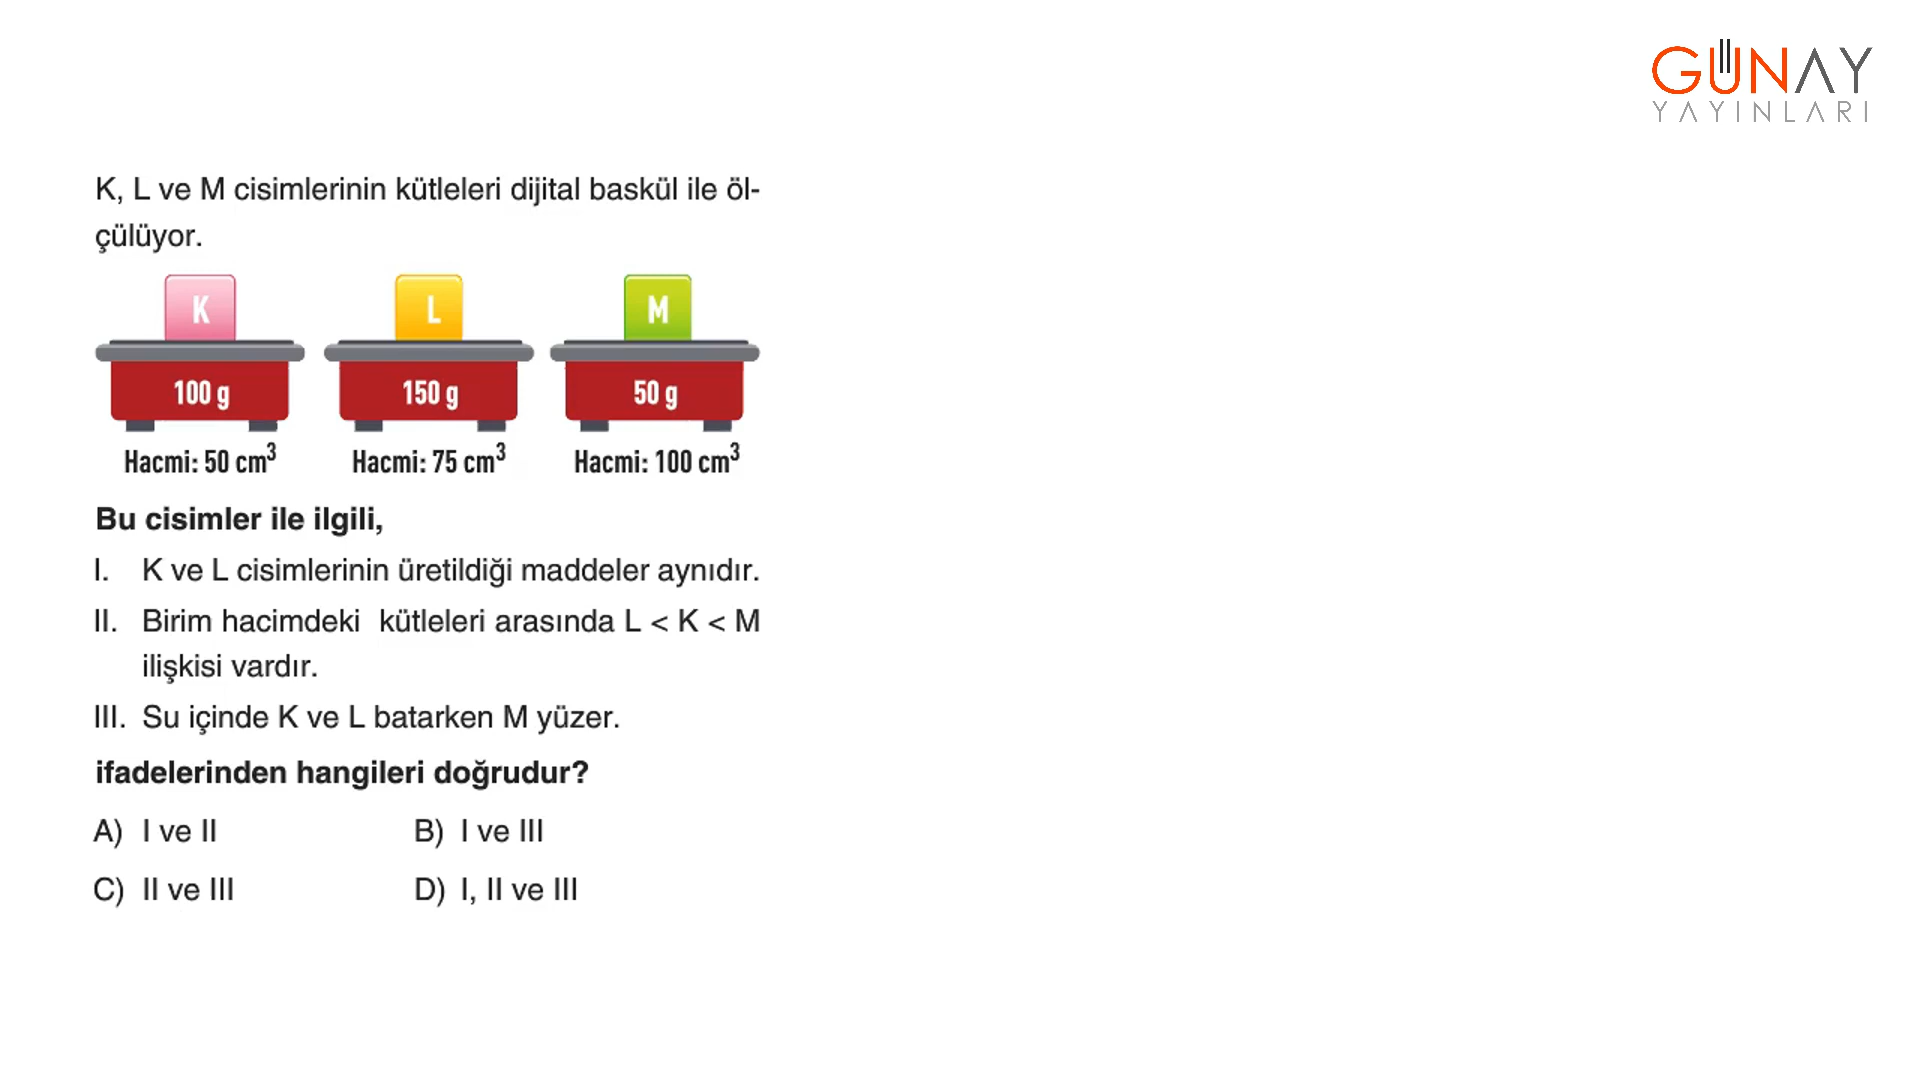 GÜNAY
YAYINLARI
K, L ve M cisimlerinin kütleleri dijital baskül ile öl-
çülüyor.
K L M
100 g 150 g 50 g
Hacmi: 50 cm³ Hacmi: 75 cm³ Hacmi: 100 cm³
Bu cisimler ile ilgili,
I. K ve L cisimlerinin üretildiği maddeler aynıdır.
II. Birim hacimdeki kütleleri arasında L < K < M
ilişkisi vardır.
III. Su içinde K ve L batarken M yüzer.
ifadelerinden hangileri doğrudur?
A) I ve II B) I ve III
C) II ve III D) I, II ve III